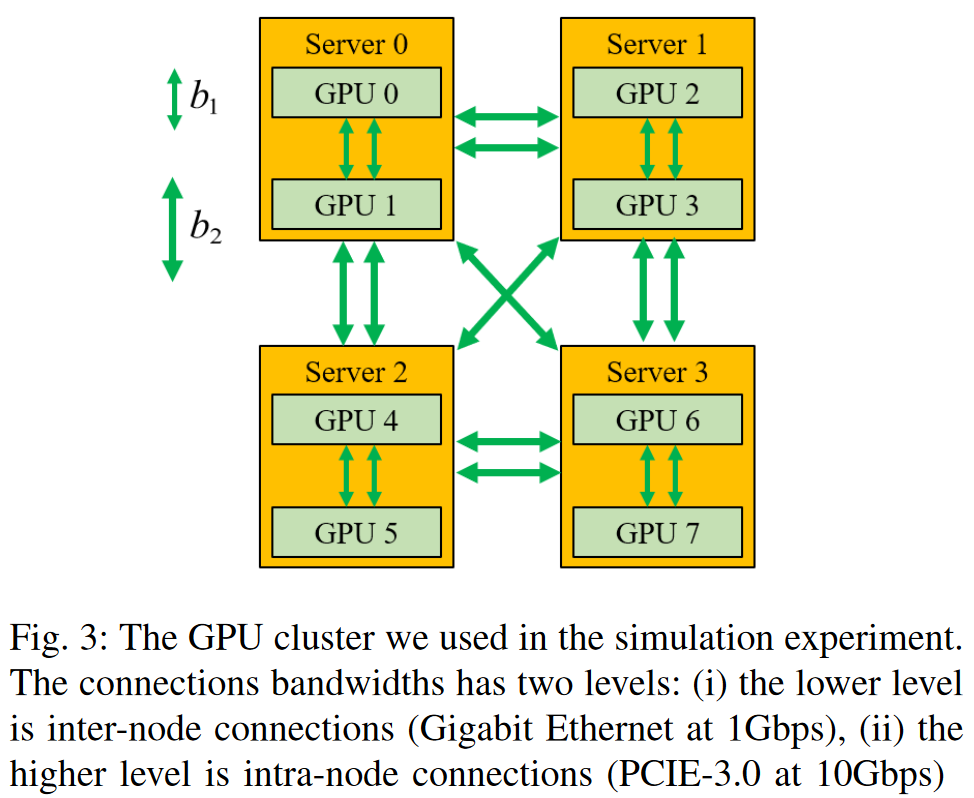 Server 0
Server 1
GPU 0
GPU 2
b1
GPU 1
GPU 3
b2
Server 2
Server 3
GPU 4
GPU 6
GPU 5
GPU 7
Fig. 3: The GPU cluster we used in the simulation experiment.
The connections bandwidths has two levels: (i) the lower level
is inter-node connections (Gigabit Ethernet at 1Gbps), (ii) the
higher level is intra-node connections (PCIE-3.0 at 10Gbps)